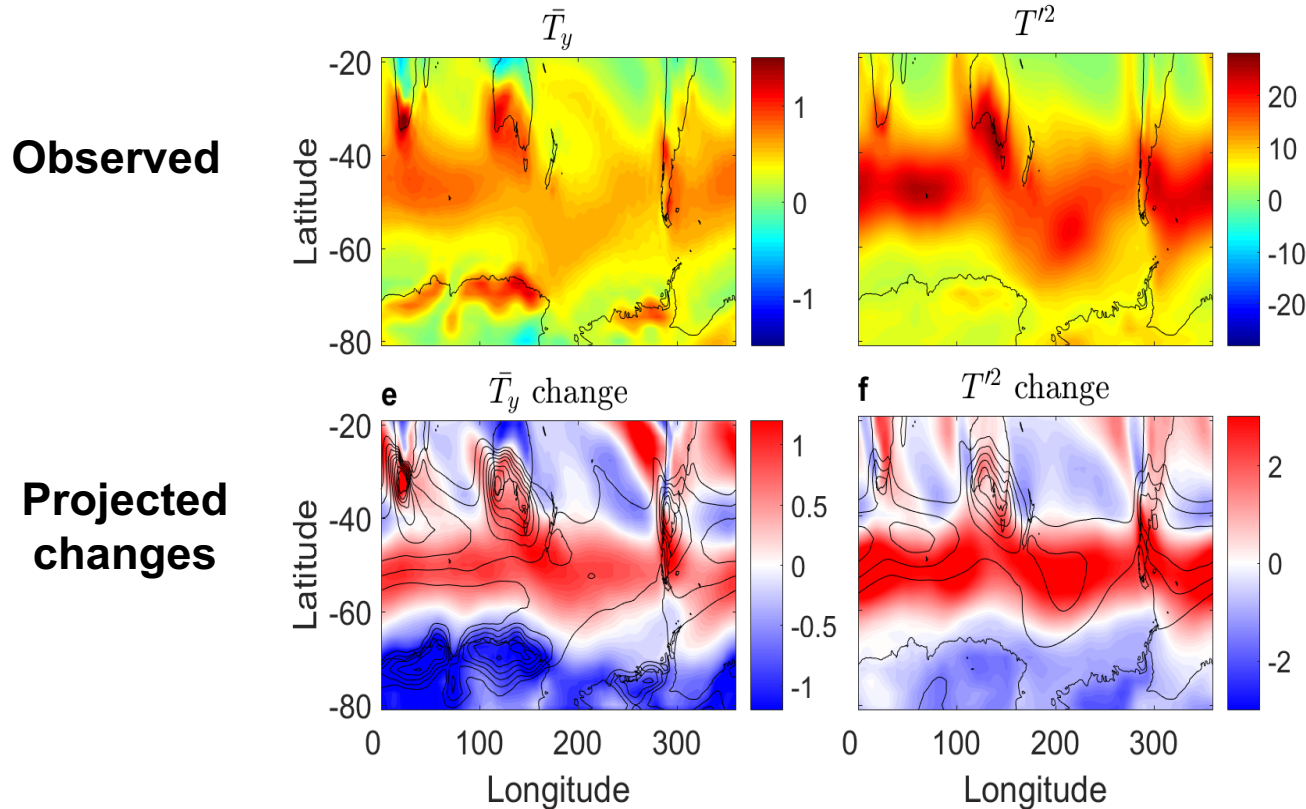 T̄_y
T′²
Observed
Latitude
-20
-40
-60
-80
1
0
-1
20
10
0
-10
-20
e
T̄_y change
f
T′² change
Projected
changes
Latitude
-20
-40
-60
-80
1
0.5
0
-0.5
-1
2
0
-2
0 100 200 300
0 100 200 300
Longitude
Longitude